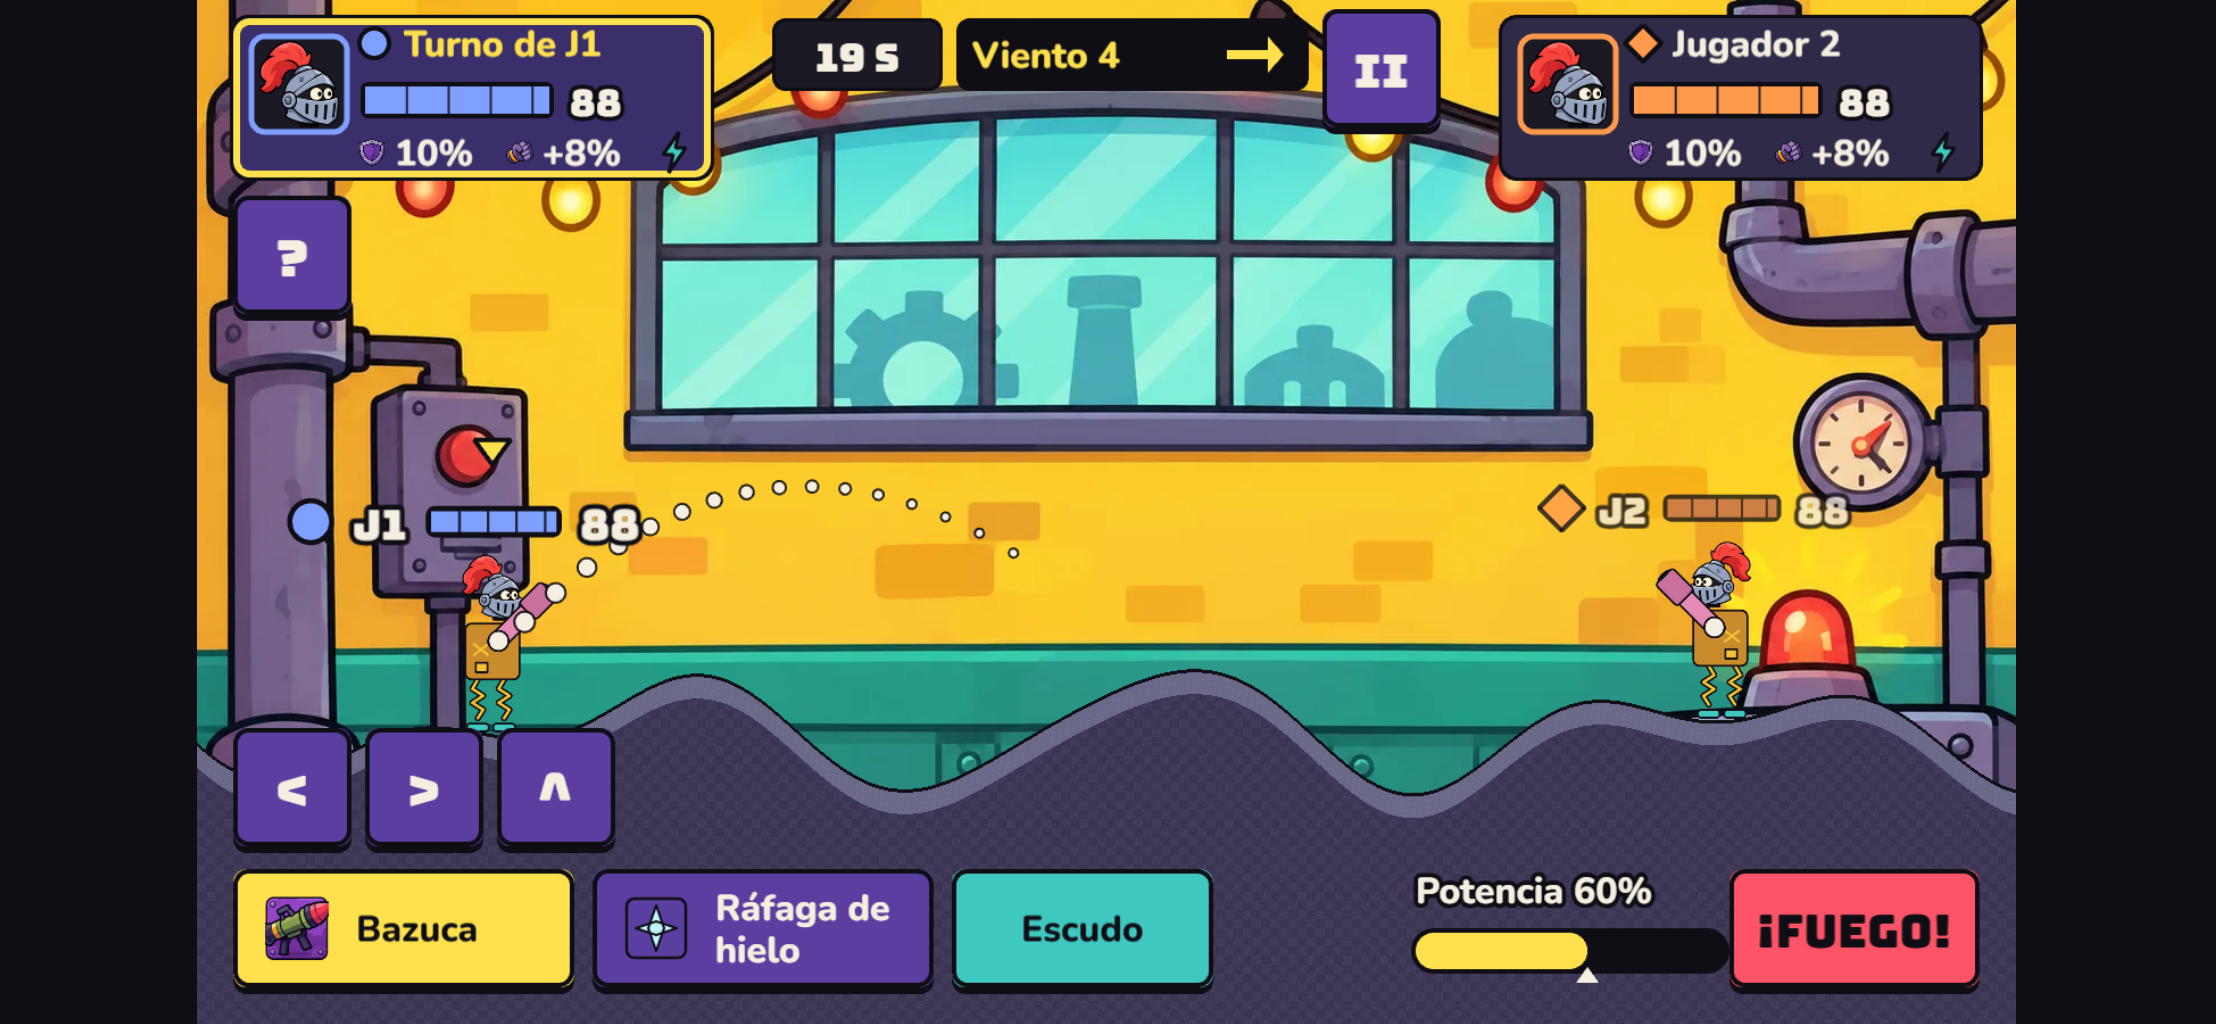 Turno de J1
88
10% +8%
19 S
Viento 4
II
Jugador 2
88
10% +8%
?
J1 88
J2 88
< > ^
Bazuca
Ráfaga de
hielo
Escudo
Potencia 60%
¡FUEGO!